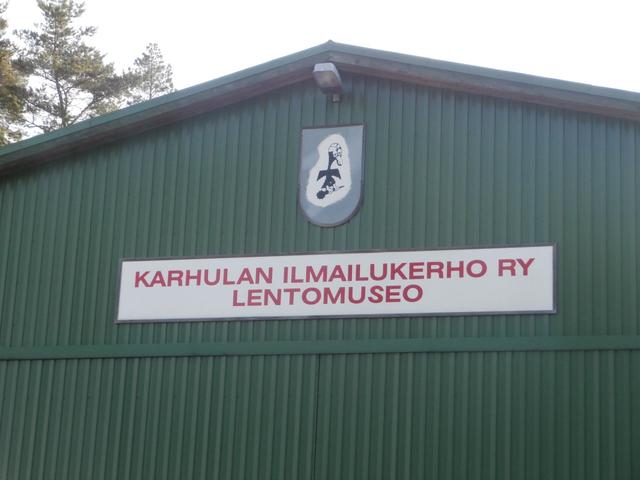 KARHULAN ILMAILUKERHO RY
LENTOMUSEO